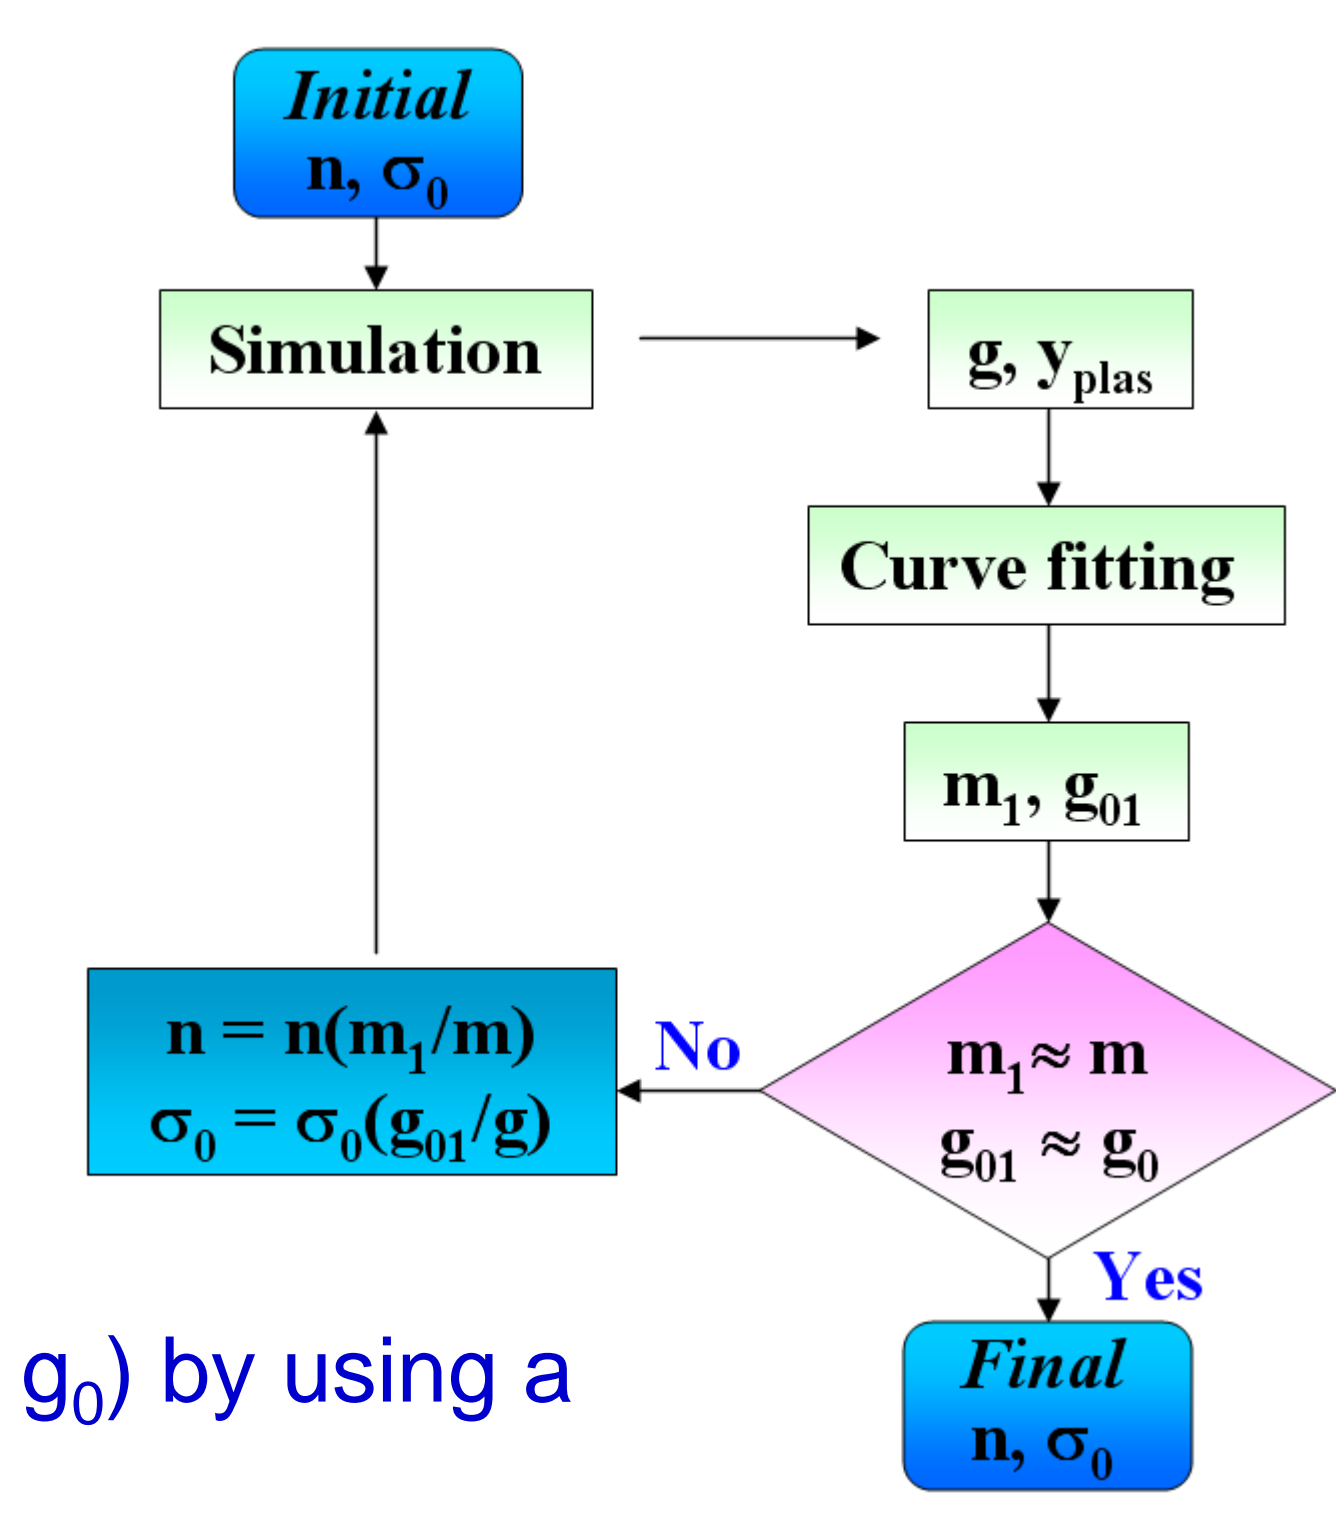 Initial
n, σ₀
Simulation
g, yₚₗₐₛ
Curve fitting
m₁, g₀₁
m₁≈ m
g₀₁ ≈ g₀
No
n = n(m₁/m)
σ₀ = σ₀(g₀₁/g)
Yes
Final
n, σ₀
g₀) by using a